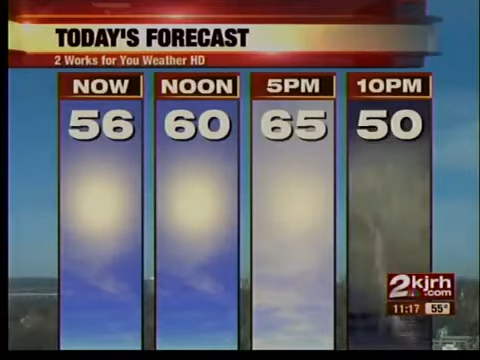 TODAY'S FORECAST
2 Works for You Weather HD
NOW NOON 5PM 10PM
56 60 65 50
2kjrh
.com
11:17 55°